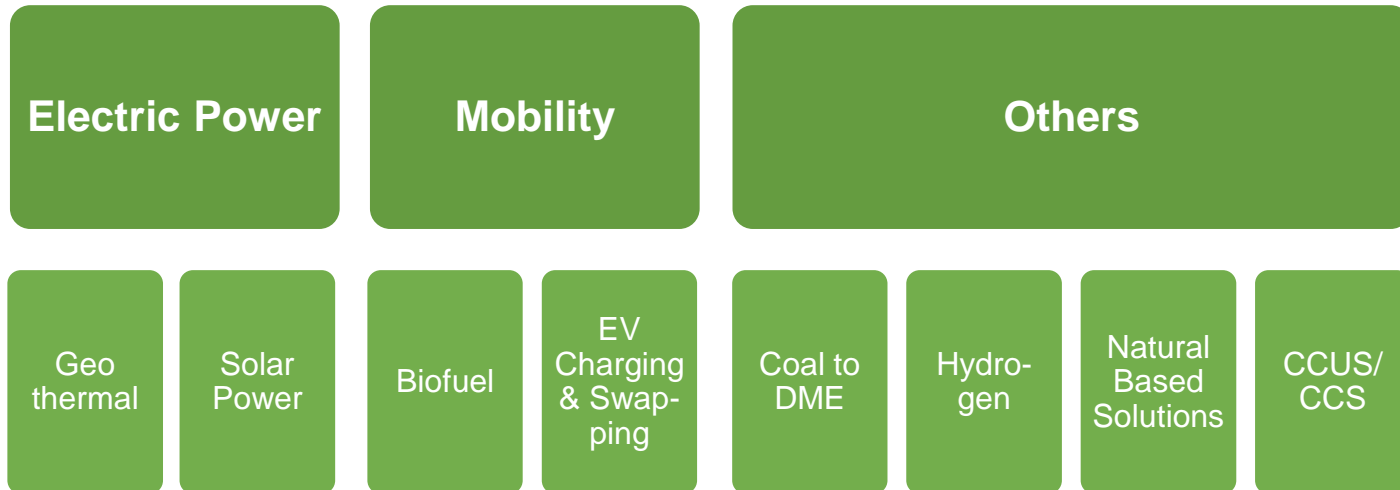 Electric Power
Mobility
Others
Geo
thermal
Solar
Power
Biofuel
EV
Charging
& Swap-
ping
Coal to
DME
Hydro-
gen
Natural
Based
Solutions
CCUS/
CCS